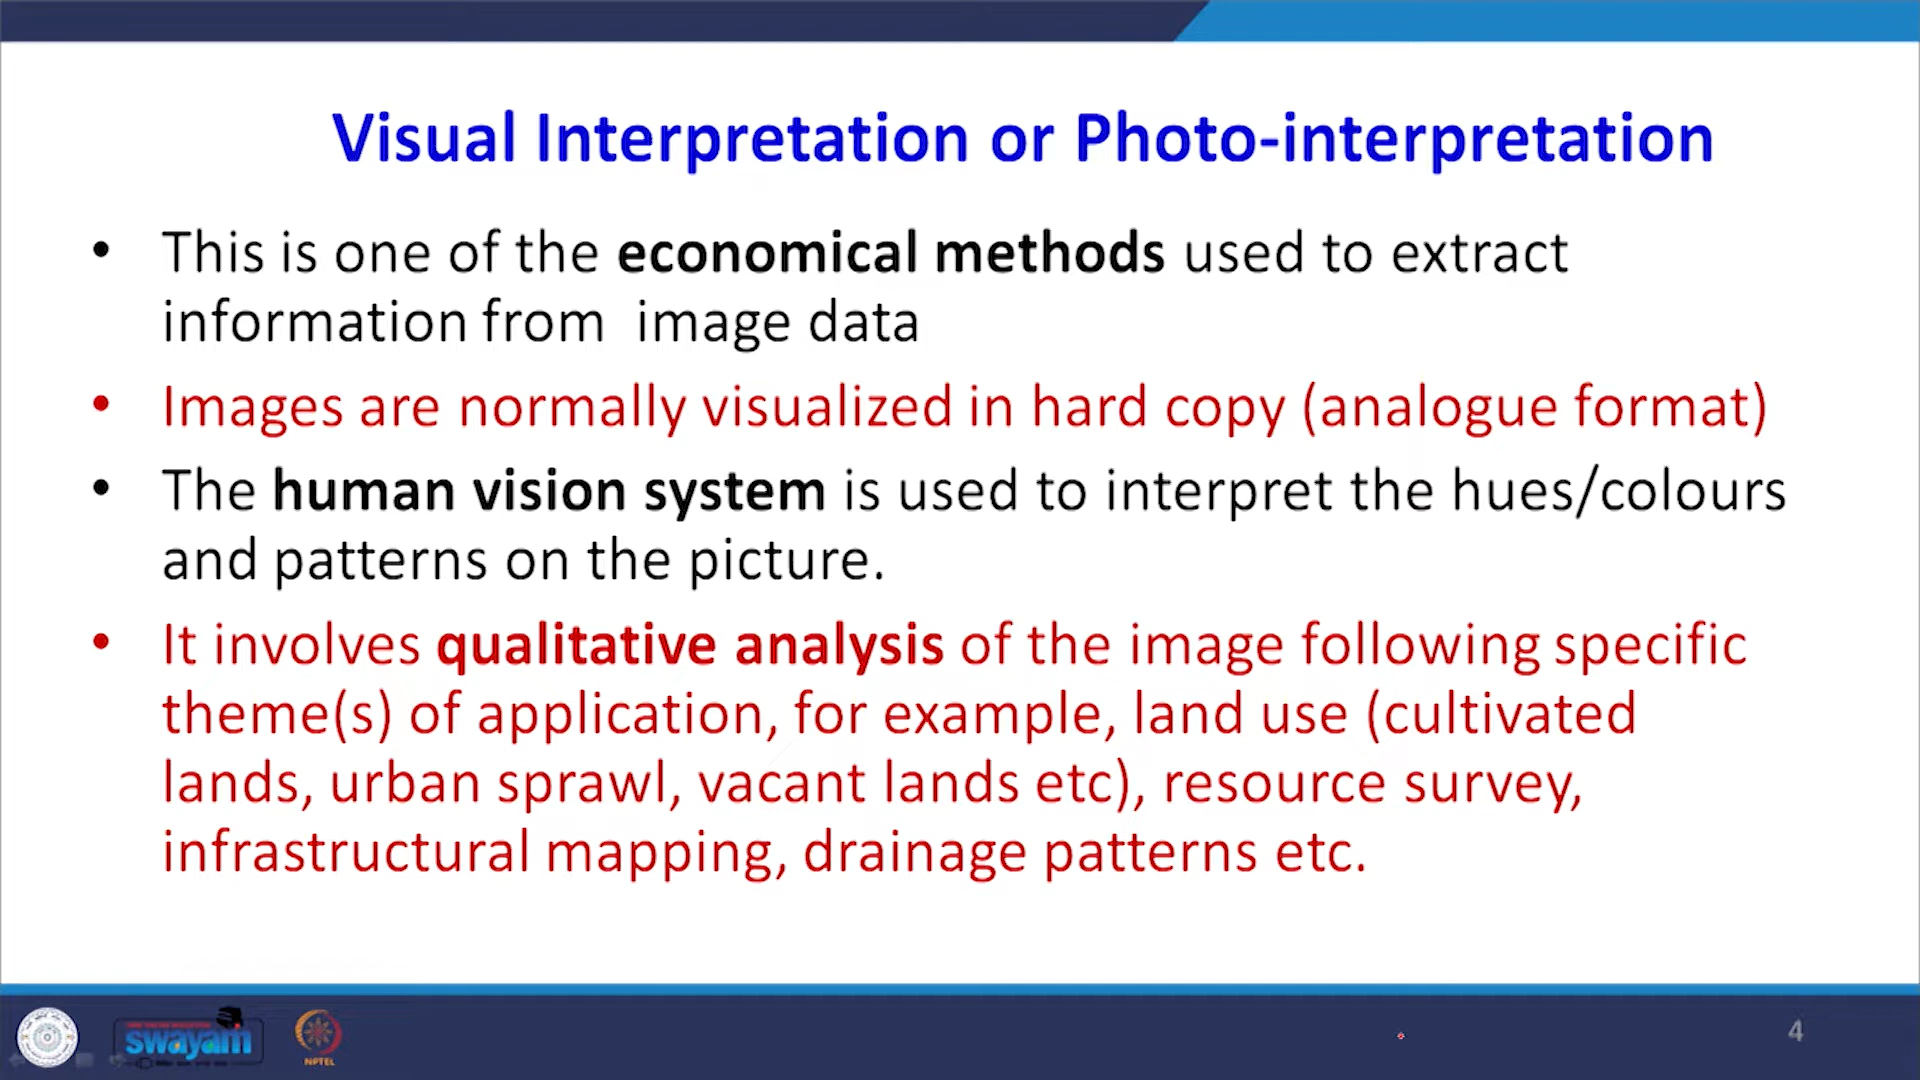 Visual Interpretation or Photo-interpretation
• This is one of the economical methods used to extract
information from image data
• Images are normally visualized in hard copy (analogue format)
• The human vision system is used to interpret the hues/colours
and patterns on the picture.
• It involves qualitative analysis of the image following specific
theme(s) of application, for example, land use (cultivated
lands, urban sprawl, vacant lands etc), resource survey,
infrastructural mapping, drainage patterns etc.
swayam
NPTEL
4